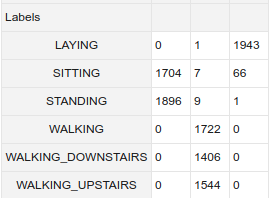 Labels
LAYING 0 1 1943
SITTING 1704 7 66
STANDING 1896 9 1
WALKING 0 1722 0
WALKING_DOWNSTAIRS 0 1406 0
WALKING_UPSTAIRS 0 1544 0